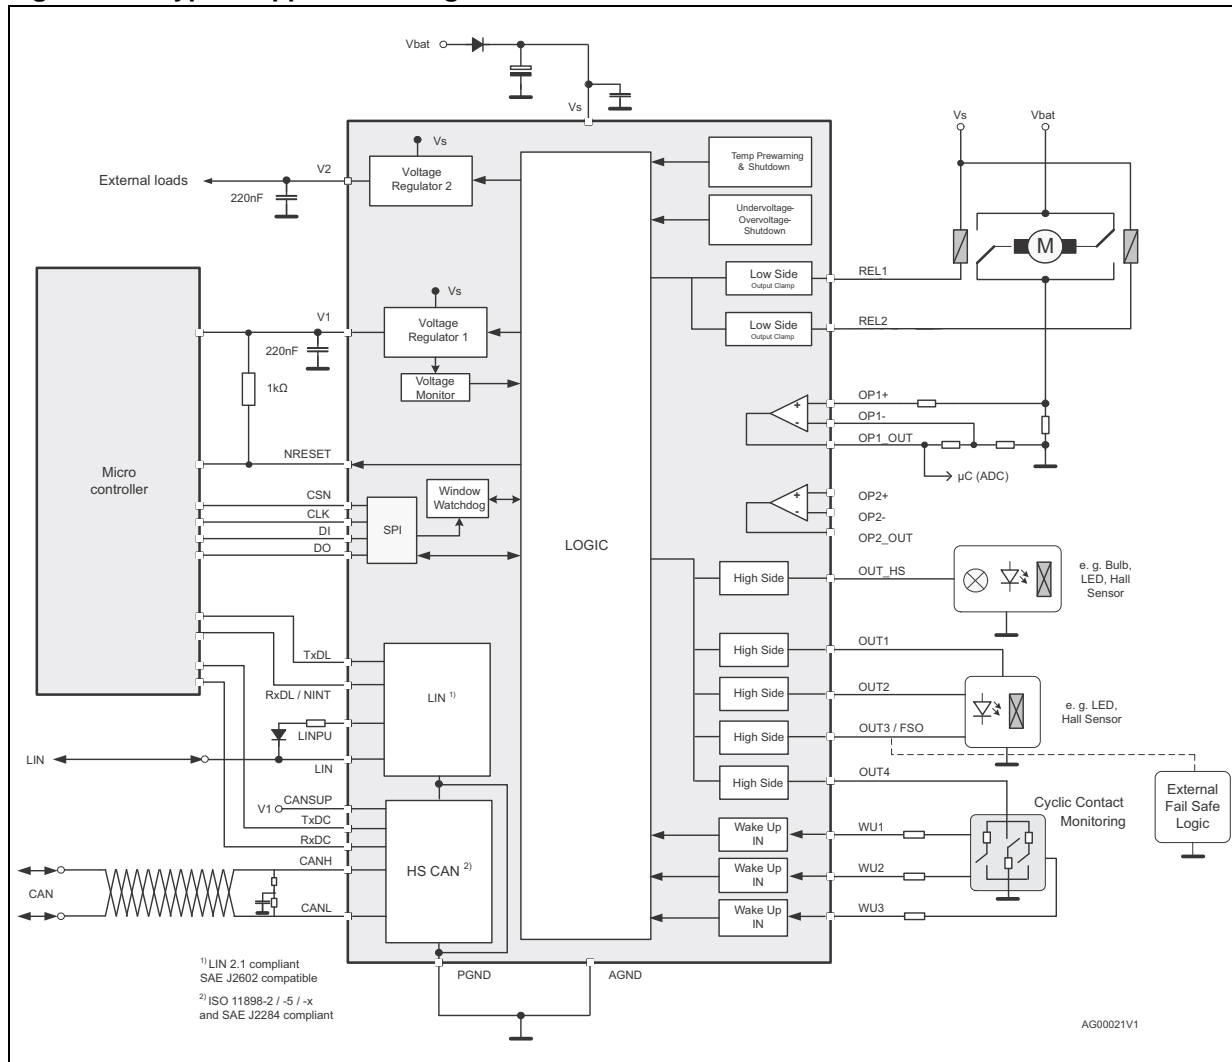 Vbat
Vs
Vs
Vbat
Vs
V2
Voltage
Regulator 2
Temp Prewarning
& Shutdown
External loads
220nF
Undervoltage-
Overvoltage-
Shutdown
M
Low Side
Output Clamp
REL1
Vs
V1
Voltage
Regulator 1
Low Side
Output Clamp
REL2
220nF
1kΩ
Voltage
Monitor
+
-
OP1+
OP1-
OP1_OUT
NRESET
Micro
controller
µC (ADC)
CSN
CLK
DI
DO
SPI
Window
Watchdog
+
-
OP2+
OP2-
OP2_OUT
LOGIC
High Side
OUT_HS
e. g. Bulb,
LED, Hall
Sensor
TxDL
RxDL / NINT
LINPU
LIN
LIN
LIN 1)
High Side
OUT1
High Side
OUT2
High Side
OUT3 / FSO
High Side
OUT4
e. g. LED,
Hall Sensor
External
Fail Safe
Logic
Cyclic Contact
Monitoring
V1
CANSUP
TxDC
RxDC
CANH
CANL
CAN
HS CAN 2)
Wake Up
IN
WU1
Wake Up
IN
WU2
Wake Up
IN
WU3
PGND
AGND
1) LIN 2.1 compliant
SAE J2602 compatible
2) ISO 11898-2 / -5 / -x
and SAE J2284 compliant
AG00021V1